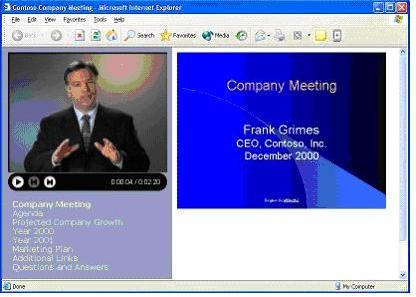 Contoso Company Meeting - Microsoft Internet Explorer
File Edit View Favorites Tools Help
Back Search Favorites Media
0:00:04 / 0:02:20
Company Meeting
Agenda
Projected Company Growth
Year 2000
Year 2001
Marketing Plan
Additional Links
Questions and Answers
Company Meeting
Frank Grimes
CEO, Contoso, Inc.
December 2000
Done My Computer